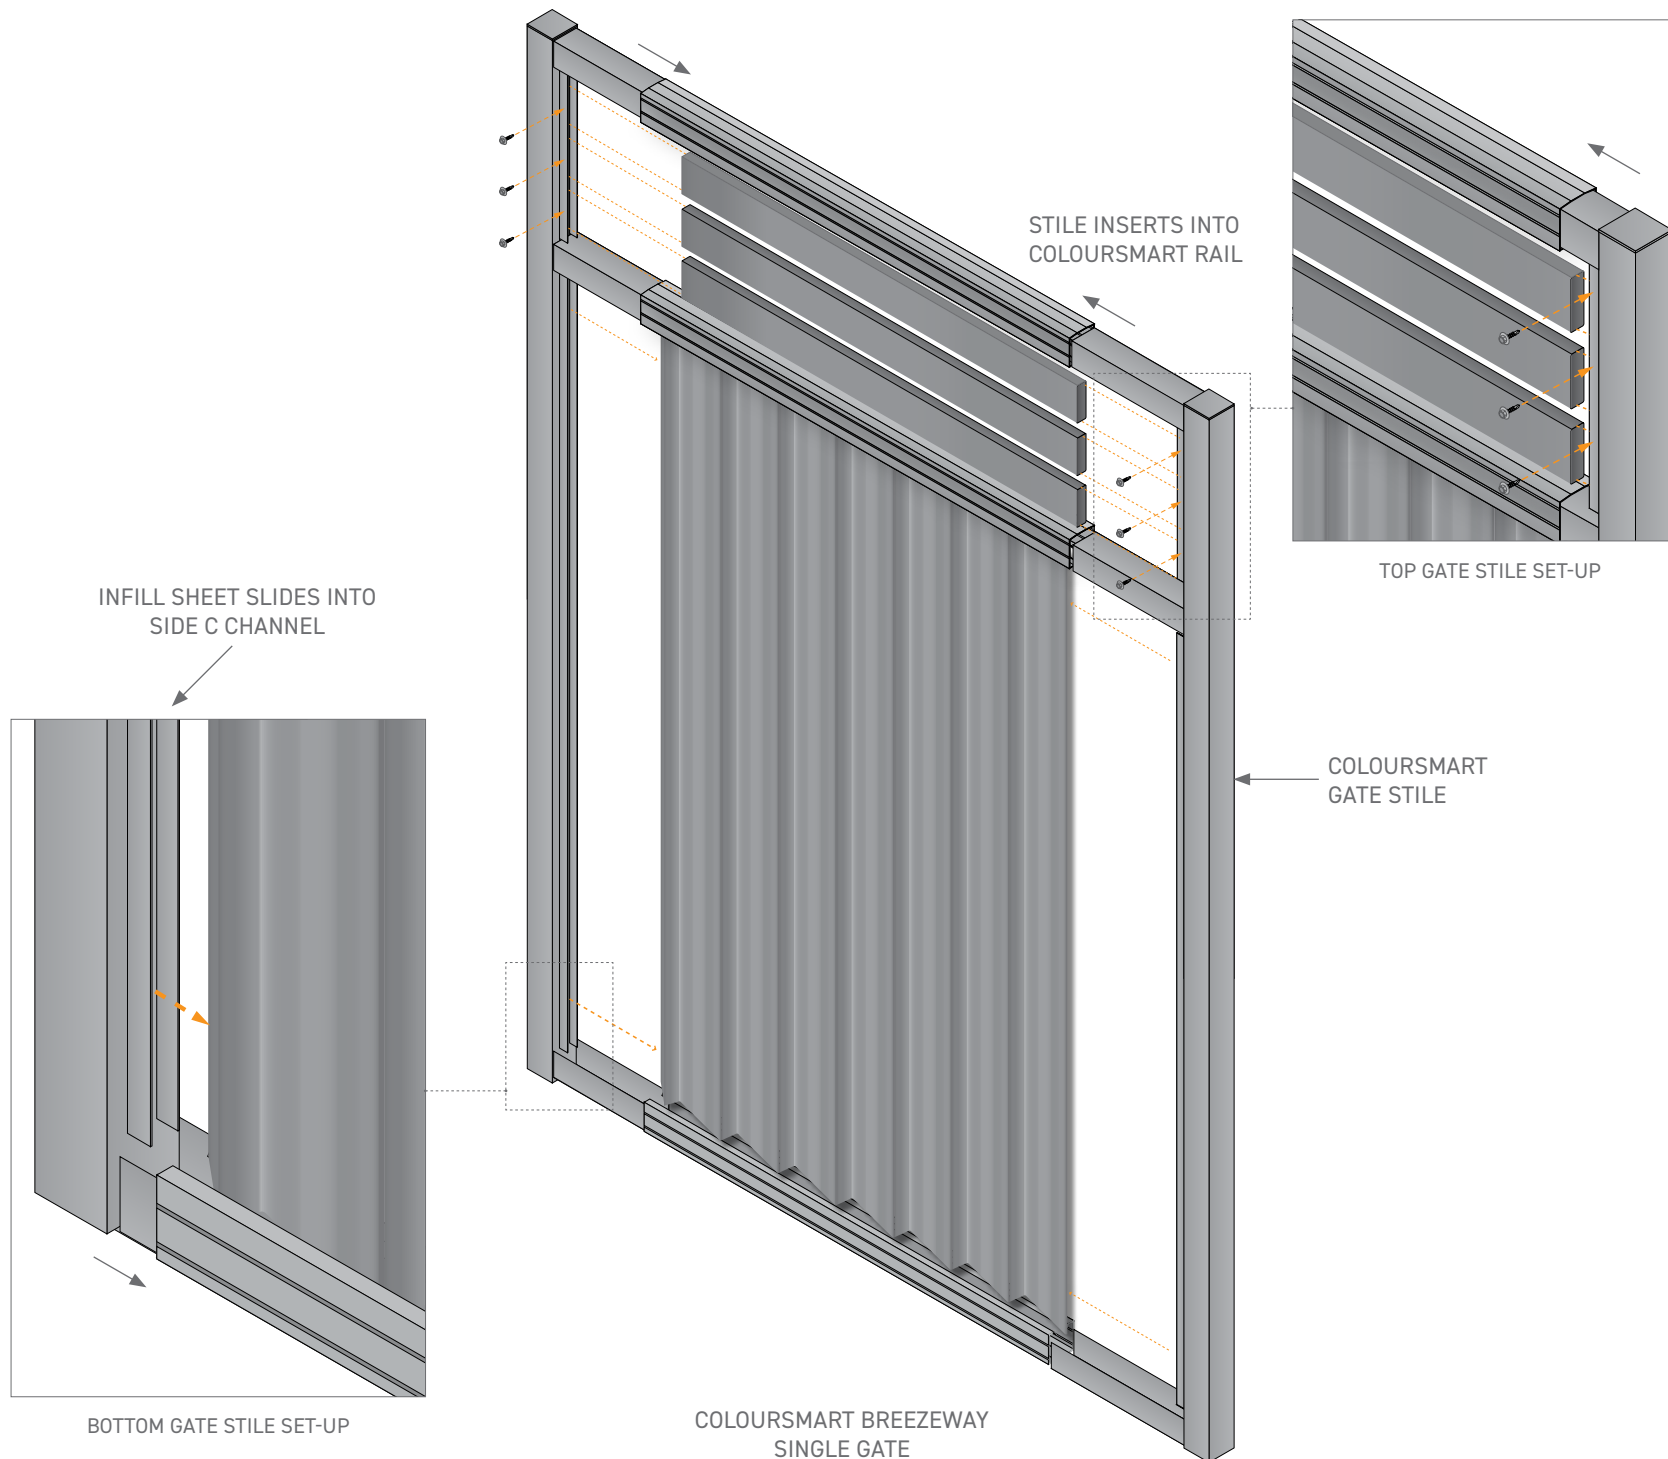 STILE INSERTS INTO
COLOURSMART RAIL
TOP GATE STILE SET-UP
INFILL SHEET SLIDES INTO
SIDE C CHANNEL
COLOURSMART
GATE STILE
BOTTOM GATE STILE SET-UP
COLOURSMART BREEZEWAY
SINGLE GATE